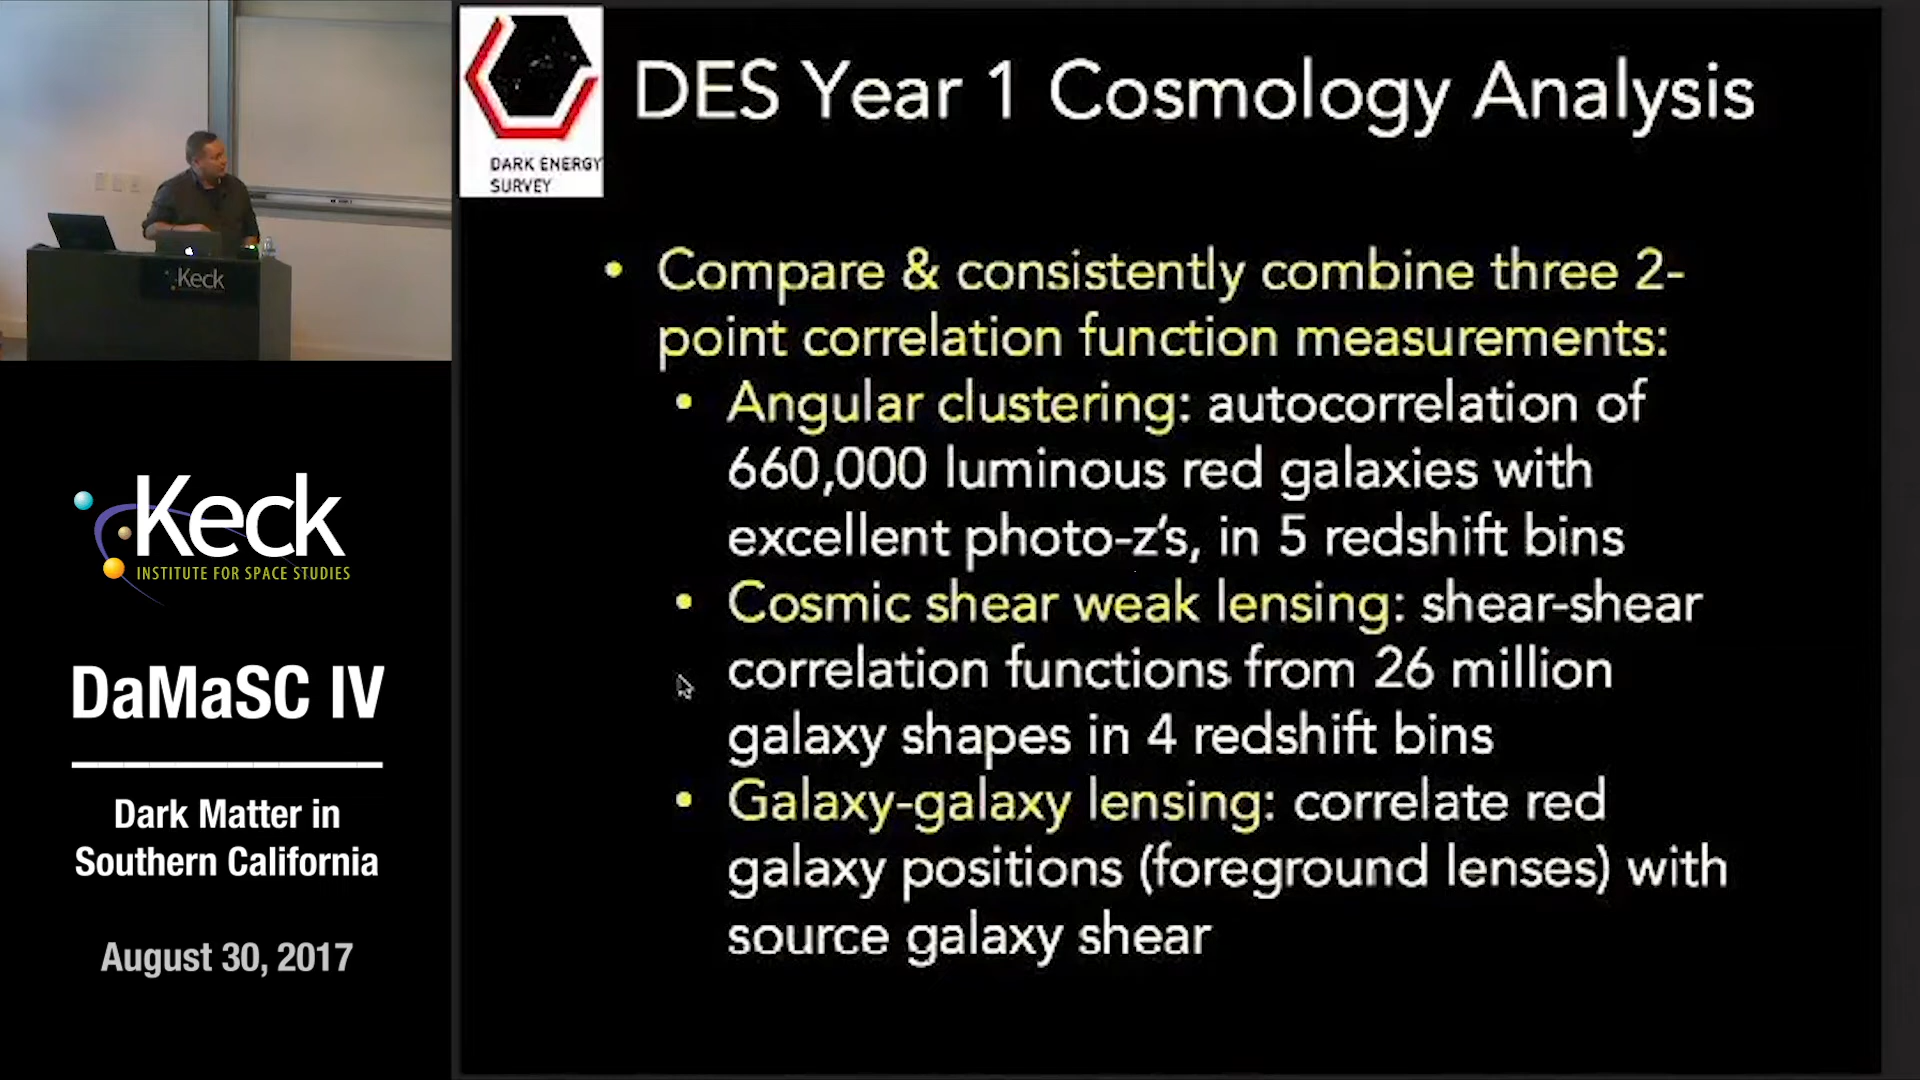 Keck
Keck
INSTITUTE FOR SPACE STUDIES
DaMaSC IV
Dark Matter in
Southern California
August 30, 2017
DARK ENERGY
SURVEY
DES Year 1 Cosmology Analysis
• Compare & consistently combine three 2-
point correlation function measurements:
• Angular clustering: autocorrelation of
660,000 luminous red galaxies with
excellent photo-z's, in 5 redshift bins
• Cosmic shear weak lensing: shear-shear
correlation functions from 26 million
galaxy shapes in 4 redshift bins
• Galaxy-galaxy lensing: correlate red
galaxy positions (foreground lenses) with
source galaxy shear